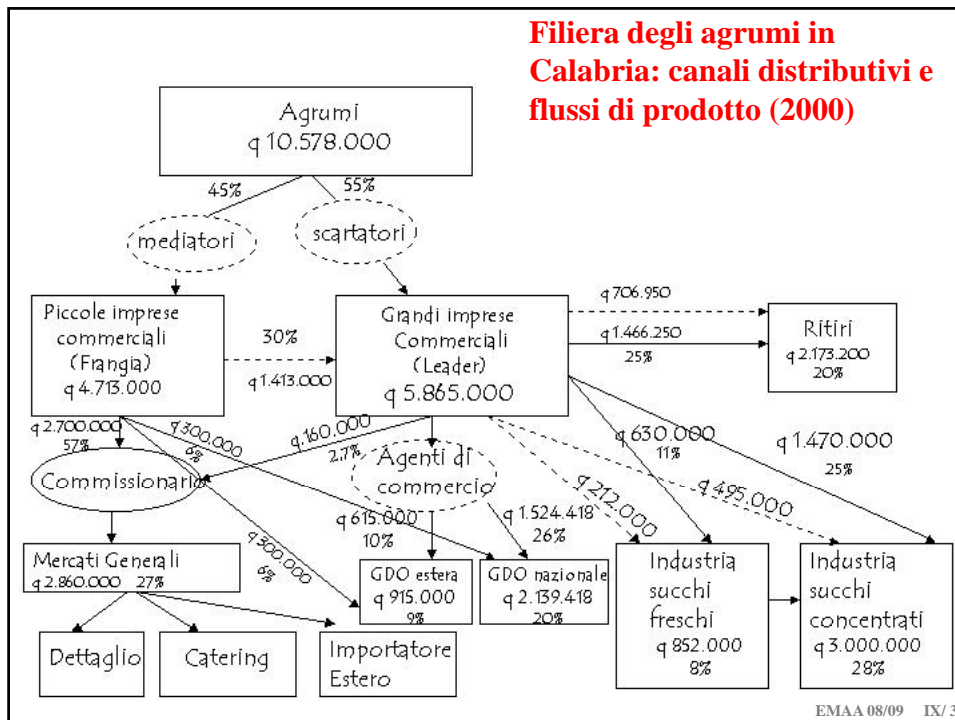 Filiera degli agrumi in
Calabria: canali distributivi e
flussi di prodotto (2000)
Agrumi
q 10.578.000
45%
55%
mediatori
scartatori
Piccole imprese
commerciali
(Frangia)
q 4.713.000
30%
q 1.413.000
Grandi imprese
Commerciali
(Leader)
q 5.865.000
q 706.950
q 1.466.250
25%
Ritiri
q 2.173.200
20%
q 2.700.000
57%
q 300.000
6%
q 160.000
2,7%
q 630.000
11%
q 1.470.000
25%
Commissionario
Agenti di
commercio
q 212.000
q 495.000
q 300.000
6%
q 615.000
10%
q 1.524.418
26%
Mercati Generali
q 2.860.000 27%
GDO estera
q 915.000
9%
GDO nazionale
q 2.139.418
20%
Industria
succhi
freschi
q 852.000
8%
Industria
succhi
concentrati
q 3.000.000
28%
Dettaglio
Catering
Importatore
Estero
EMAA 08/09 IX/ 3